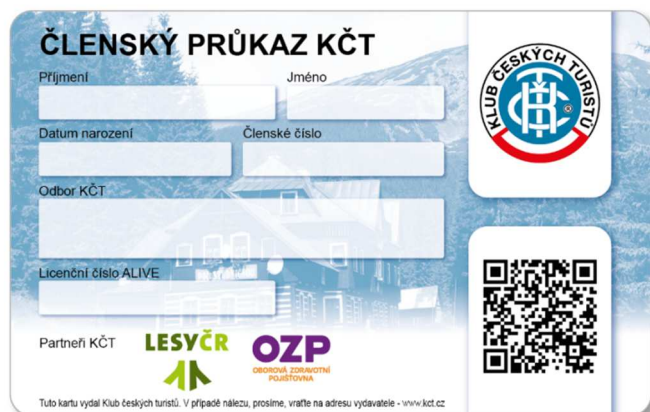 ČLENSKÝ PRŮKAZ KČT
Příjmení
Jméno
Datum narození
Členské číslo
Odbor KČT
Licenční číslo ALIVE
Partneři KČT
LESYČR
OZP
OBOROVÁ ZDRAVOTNÍ
POJIŠŤOVNA
Tuto kartu vydal Klub českých turistů. V případě nálezu, prosíme, vraťte na adresu vydavatele - www.kct.cz
KLUB ČESKÝCH TURISTŮ